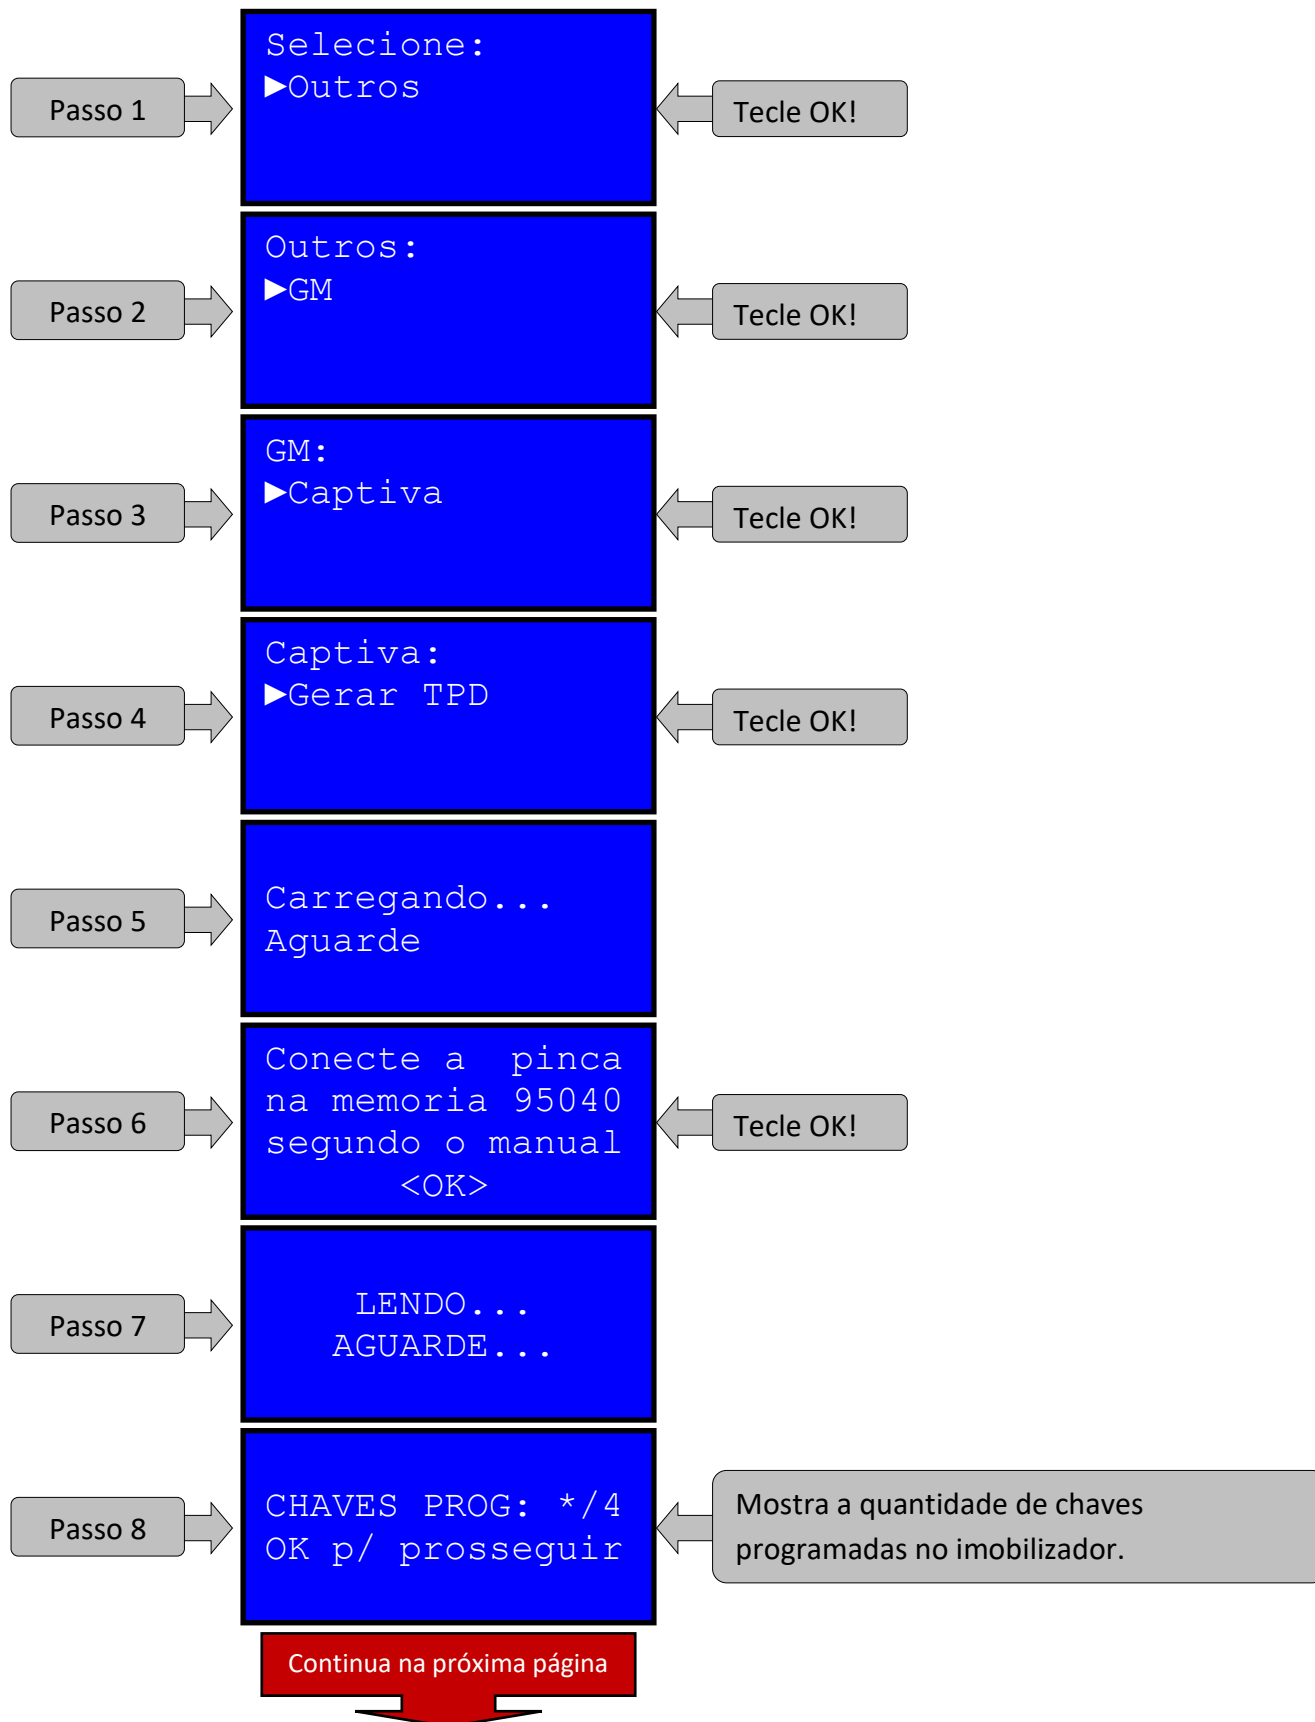 Selecione:
►Outros
Passo 1
Tecle OK!
Outros:
►GM
Passo 2
Tecle OK!
GM:
►Captiva
Passo 3
Tecle OK!
Captiva:
►Gerar TPD
Passo 4
Tecle OK!
Carregando...
Aguarde
Passo 5
Conecte a  pinca
na memoria 95040
segundo o manual
<OK>
Passo 6
Tecle OK!
LENDO...
AGUARDE...
Passo 7
CHAVES PROG: */4
OK p/ prosseguir
Passo 8
Mostra a quantidade de chaves
programadas no imobilizador.
Continua na próxima página